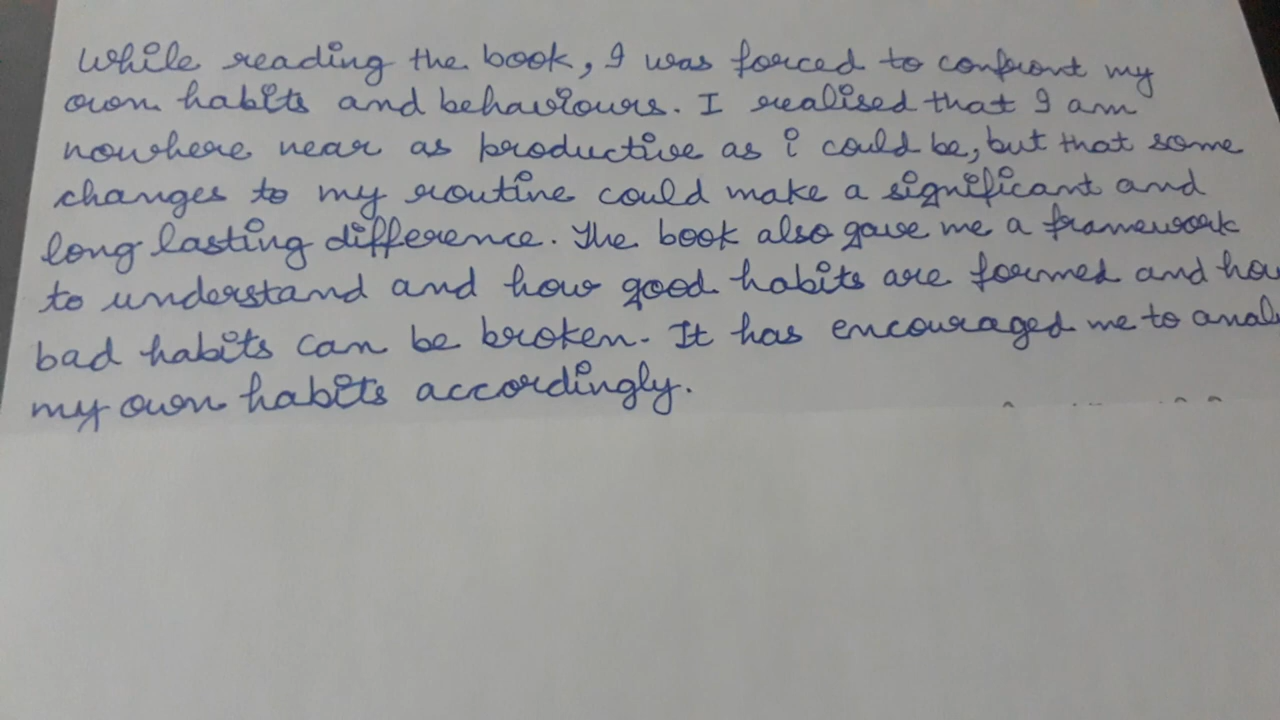 While reading the book, I was forced to confront my
own habits and behaviours. I realised that I am
nowhere near as productive as i could be, but that some
changes to my routine could make a significant and
long lasting difference. The book also gave me a framework
to understand and how good habits are formed and how
bad habits can be broken. It has encouraged me to anal
my own habits accordingly.